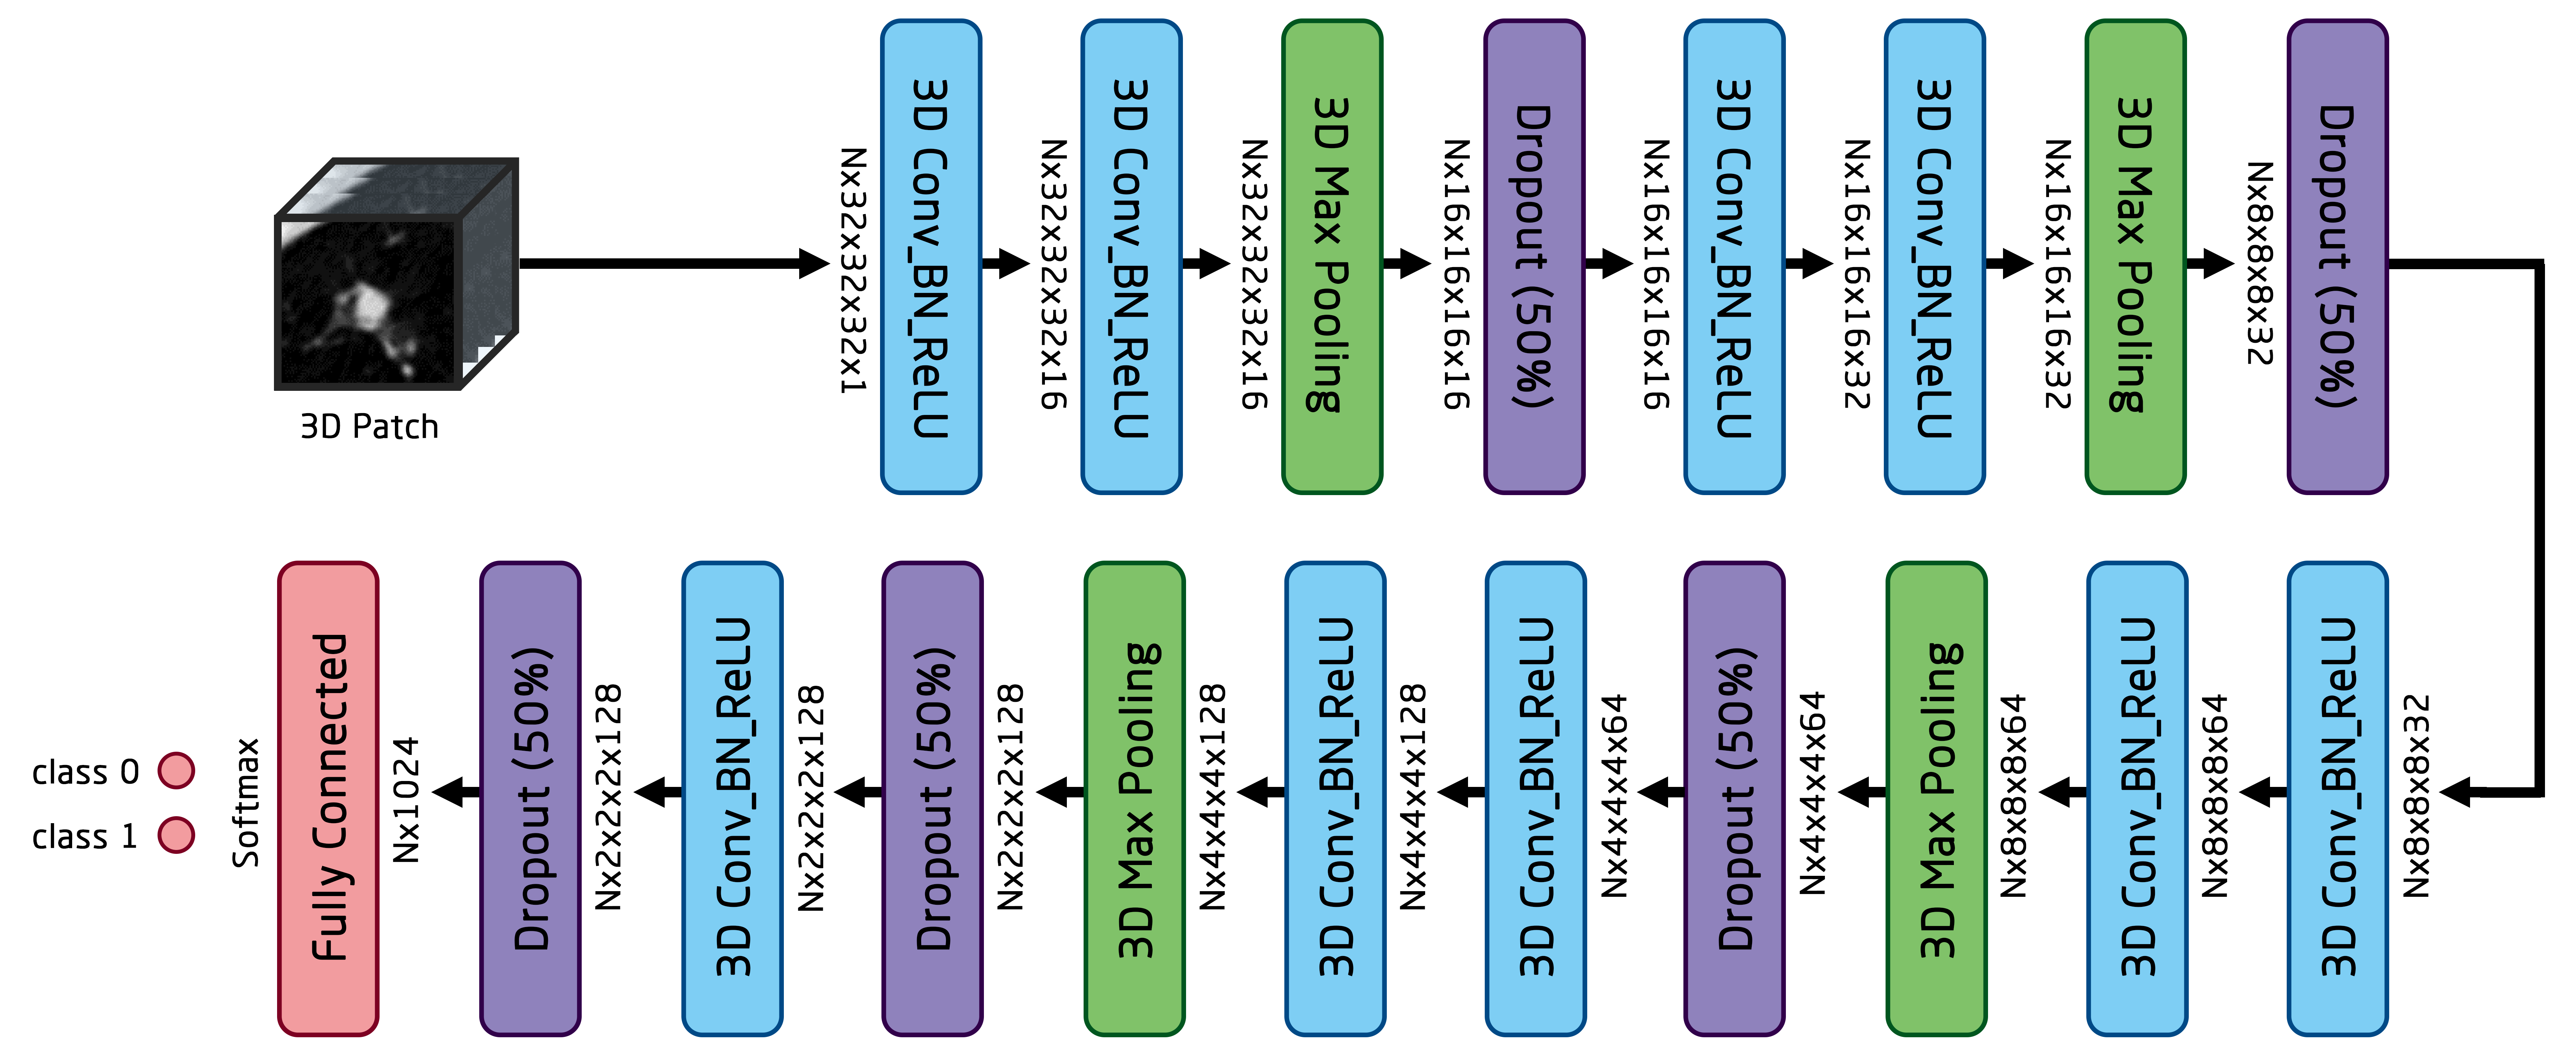 3D Patch
Nx32x32x32x1
3D Conv_BN_ReLU
Nx32x32x32x16
3D Conv_BN_ReLU
Nx32x32x32x16
3D Max Pooling
Nx16x16x16x16
Dropout (50%)
Nx16x16x16x16
3D Conv_BN_ReLU
Nx16x16x16x32
3D Conv_BN_ReLU
Nx16x16x16x32
3D Max Pooling
Nx8x8x8x32
Dropout (50%)
Nx8x8x8x32
3D Conv_BN_ReLU
Nx8x8x8x64
3D Conv_BN_ReLU
Nx8x8x8x64
3D Max Pooling
Nx4x4x4x64
Dropout (50%)
Nx4x4x4x64
3D Conv_BN_ReLU
Nx4x4x4x128
3D Conv_BN_ReLU
Nx4x4x4x128
3D Max Pooling
Nx2x2x2x128
Dropout (50%)
Nx2x2x2x128
3D Conv_BN_ReLU
Nx2x2x2x128
Dropout (50%)
Nx1024
Fully Connected
Softmax
class 0
class 1